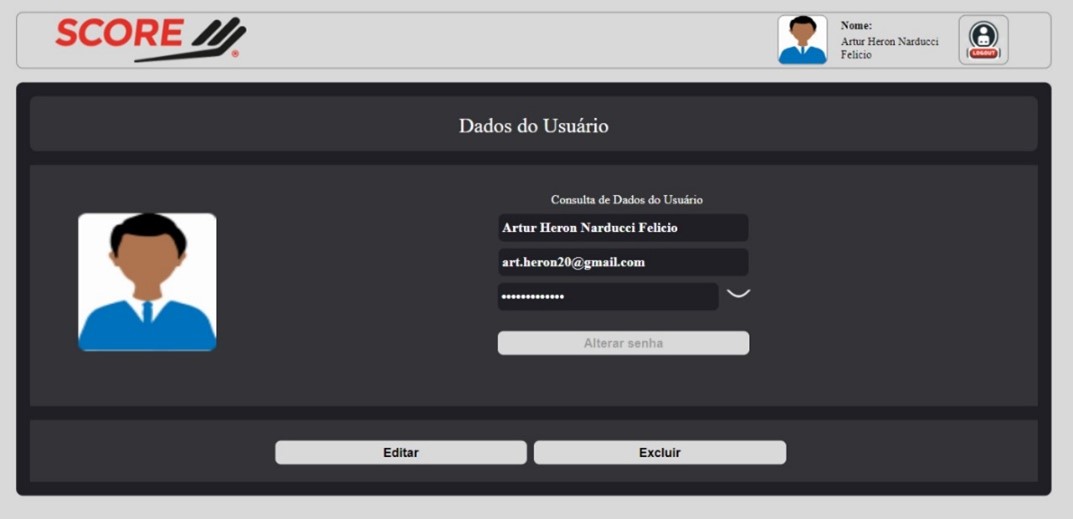 SCORE
Nome:
Artur Heron Narducci
Felicio
LOGOUT
Dados do Usuário
Consulta de Dados do Usuário
Artur Heron Narducci Felicio
art.heron20@gmail.com
•••••••••••••
Alterar senha
Editar
Excluir